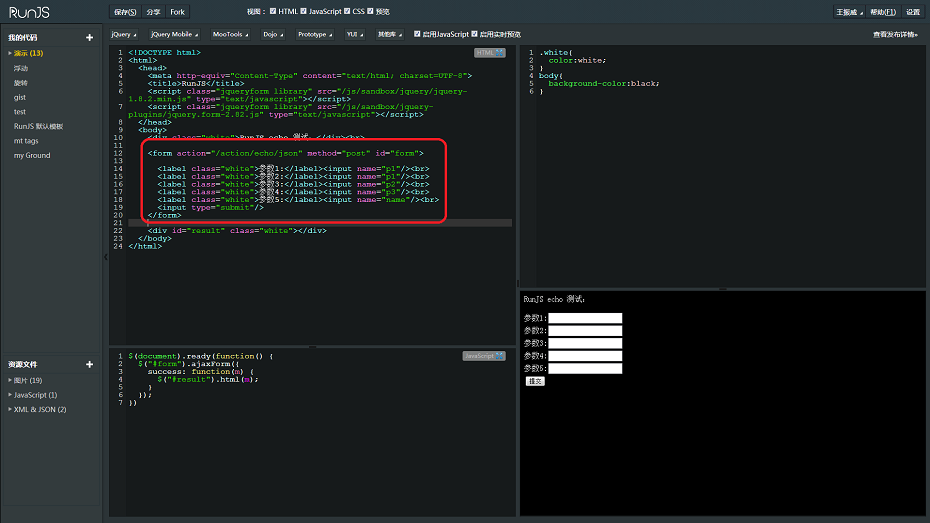 RunJS
保存(S) 分享 Fork 视图： HTML JavaScript CSS 预览 王振威 帮助(F1) 设置
我的代码
演示 (13)
浮动
旋转
gist
test
RunJS 默认模板
mt tags
my Ground
资源文件
图片 (19)
JavaScript (1)
XML & JSON (2)
jQuery jQuery Mobile MooTools Dojo Prototype YUI 其他库 启用JavaScript 启用实时预览 查看发布详情»
HTML
1 <!DOCTYPE html>
2 <html>
3 <head>
4 <meta http-equiv="Content-Type" content="text/html; charset=UTF-8">
5 <title>RunJS</title>
6 <script class="jqueryform library" src="/js/sandbox/jquery/jquery-
1.8.2.min.js" type="text/javascript"></script>
7 <script class="jqueryform library" src="/js/sandbox/jquery-
plugins/jquery.form-2.82.js" type="text/javascript"></script>
8 </head>
9 <body>
10 <div class="white">RunJS echo 测试：</div><br>
11
12 <form action="/action/echo/json" method="post" id="form">
13
14 <label class="white">参数1:</label><input name="p1"/><br>
15 <label class="white">参数2:</label><input name="p1"/><br>
16 <label class="white">参数3:</label><input name="p2"/><br>
17 <label class="white">参数4:</label><input name="p3"/><br>
18 <label class="white">参数5:</label><input name="name"/><br>
19 <input type="submit"/>
20 </form>
21
22 <div id="result" class="white"></div>
23 </body>
24 </html>
1 .white{
2 color:white;
3 }
4 body{
5 background-color:black;
6 }
JavaScript
1 $(document).ready(function() {
2 $("#form").ajaxForm({
3 success: function(m) {
4 $("#result").html(m);
5 }
6 });
7 })
RunJS echo 测试：
参数1:
参数2:
参数3:
参数4:
参数5:
提交